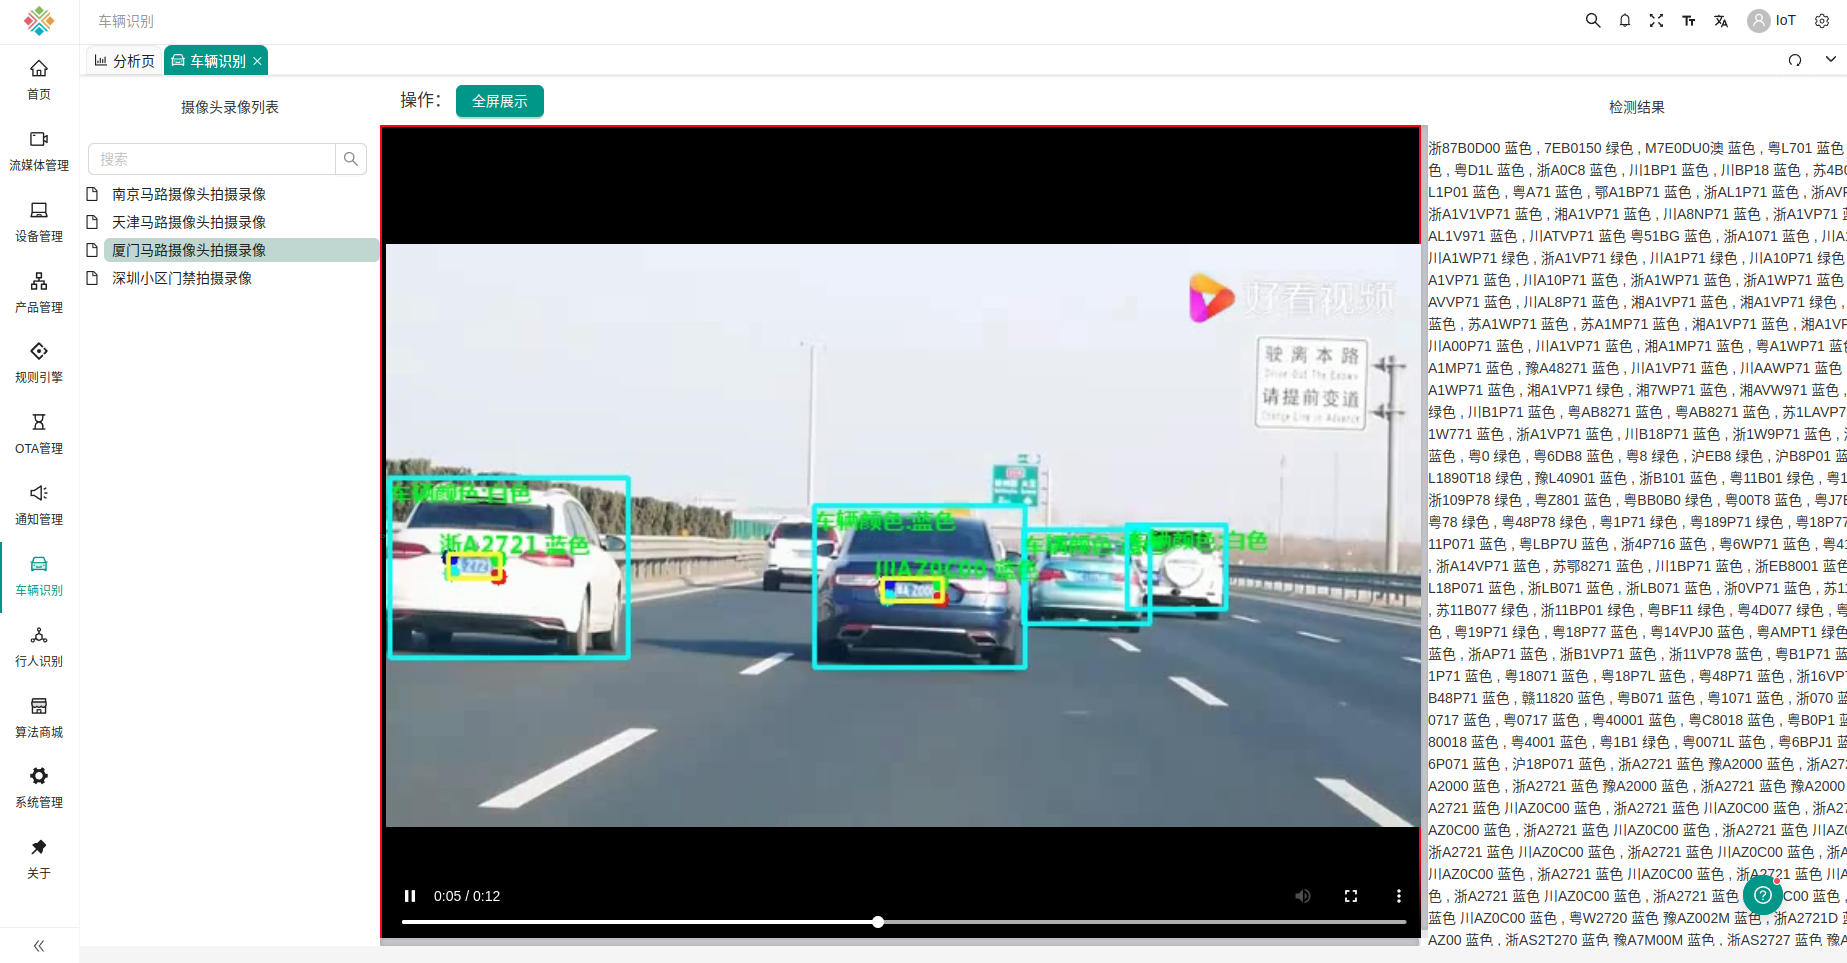 车辆识别
IoT
分析页
车辆识别
首页
流媒体管理
设备管理
产品管理
规则引擎
OTA管理
通知管理
车辆识别
行人识别
算法商城
系统管理
关于
摄像头录像列表
搜索
南京马路摄像头拍摄录像
天津马路摄像头拍摄录像
厦门马路摄像头拍摄录像
深圳小区门禁拍摄录像
操作：
全屏展示
好看视频
驶离本路
请提前变道
车辆颜色:白色
浙A2721 蓝色
车辆颜色:蓝色
川AZ0C00 蓝色
车辆颜色:
车辆颜色:白色
0:05 / 0:12
检测结果
浙87B0D00 蓝色 , 7EB0150 绿色 , M7E0DU0澳 蓝色 , 粤L701 蓝色
色 , 粤D1L 蓝色 , 浙A0C8 蓝色 , 川1BP1 蓝色 , 川BP18 蓝色 , 苏4B0
L1P01 蓝色 , 粤A71 蓝色 , 鄂A1BP71 蓝色 , 浙AL1P71 蓝色 , 浙AVP
浙A1V1VP71 蓝色 , 湘A1VP71 蓝色 , 川A8NP71 蓝色 , 浙A1VP71
AL1V971 蓝色 , 川ATVP71 蓝色 粤51BG 蓝色 , 浙A1071 蓝色 , 川A1
川A1WP71 绿色 , 浙A1VP71 绿色 , 川A1P71 绿色 , 川A10P71 绿色
A1VP71 蓝色 , 川A10P71 蓝色 , 浙A1WP71 蓝色 , 浙A1WP71 蓝色
AVVP71 蓝色 , 川AL8P71 蓝色 , 湘A1VP71 蓝色 , 湘A1VP71 绿色 ,
蓝色 , 苏A1WP71 蓝色 , 苏A1MP71 蓝色 , 湘A1VP71 蓝色 , 湘A1VP
川A00P71 蓝色 , 川A1VP71 蓝色 , 湘A1MP71 蓝色 , 粤A1WP71 蓝色
A1MP71 蓝色 , 豫A48271 蓝色 , 川A1VP71 蓝色 , 川AAWP71 蓝色
A1WP71 蓝色 , 湘A1VP71 绿色 , 湘7WP71 蓝色 , 湘AVW971 蓝色 ,
绿色 , 川B1P71 蓝色 , 粤AB8271 蓝色 , 粤AB8271 蓝色 , 苏1LAVP7
1W771 蓝色 , 浙A1VP71 蓝色 , 川B18P71 蓝色 , 浙1W9P71 蓝色 ,
蓝色 , 粤0 绿色 , 粤6DB8 蓝色 , 粤8 绿色 , 沪EB8 绿色 , 沪B8P01
L1890T18 绿色 , 豫L40901 蓝色 , 浙B101 蓝色 , 粤11B01 绿色 , 粤1
浙109P78 绿色 , 粤Z801 蓝色 , 粤BB0B0 绿色 , 粤00T8 蓝色 , 粤J7E
粤78 绿色 , 粤48P78 绿色 , 粤1P71 绿色 , 粤189P71 绿色 , 粤18P77
11P071 蓝色 , 粤LBP7U 蓝色 , 浙4P716 蓝色 , 粤6WP71 蓝色 , 粤41
, 浙A14VP71 蓝色 , 苏鄂8271 蓝色 , 川1BP71 蓝色 , 浙EB8001 蓝色
L18P071 蓝色 , 浙LB071 蓝色 , 浙LB071 蓝色 , 浙0VP71 蓝色 , 苏11
, 苏11B077 绿色 , 浙11BP01 绿色 , 粤BF11 绿色 , 粤4D077 绿色 , 粤
色 , 粤19P71 绿色 , 粤18P77 蓝色 , 粤14VPJ0 蓝色 , 粤AMPT1 绿色
蓝色 , 浙AP71 蓝色 , 浙B1VP71 蓝色 , 浙11VP78 蓝色 , 粤B1P71 蓝
1P71 蓝色 , 粤18071 蓝色 , 粤18P7L 蓝色 , 粤48P71 蓝色 , 浙16VP7
B48P71 蓝色 , 赣11820 蓝色 , 粤B071 蓝色 , 粤1071 蓝色 , 浙070 蓝
0717 蓝色 , 粤0717 蓝色 , 粤40001 蓝色 , 粤C8018 蓝色 , 粤B0P1 蓝
80018 蓝色 , 粤4001 蓝色 , 粤1B1 绿色 , 粤0071L 蓝色 , 粤6BPJ1 蓝
6P071 蓝色 , 沪18P071 蓝色 , 浙A2721 蓝色 豫A2000 蓝色 , 浙A27
A2000 蓝色 , 浙A2721 蓝色 豫A2000 蓝色 , 浙A2721 蓝色 豫A2000
A2721 蓝色 川AZ0C00 蓝色 , 浙A2721 蓝色 川AZ0C00 蓝色 , 浙A27
AZ0C00 蓝色 , 浙A2721 蓝色 川AZ0C00 蓝色 , 浙A2721 蓝色 川AZ0
浙A2721 蓝色 川AZ0C00 蓝色 , 浙A2721 蓝色 川AZ0C00 蓝色 , 浙A
川AZ0C00 蓝色 , 浙A2721 蓝色 川AZ0C00 蓝色 , 浙A2721 蓝色 川A
色 , 浙A2721 蓝色 川AZ0C00 蓝色 , 浙A2721 蓝色 C00 蓝色 ,
蓝色 川AZ0C00 蓝色 , 粤W2720 蓝色 豫AZ002M 蓝色 , 浙A2721D
AZ00 蓝色 , 浙AS2T270 蓝色 豫A7M00M 蓝色 , 浙AS2727 蓝色 豫A